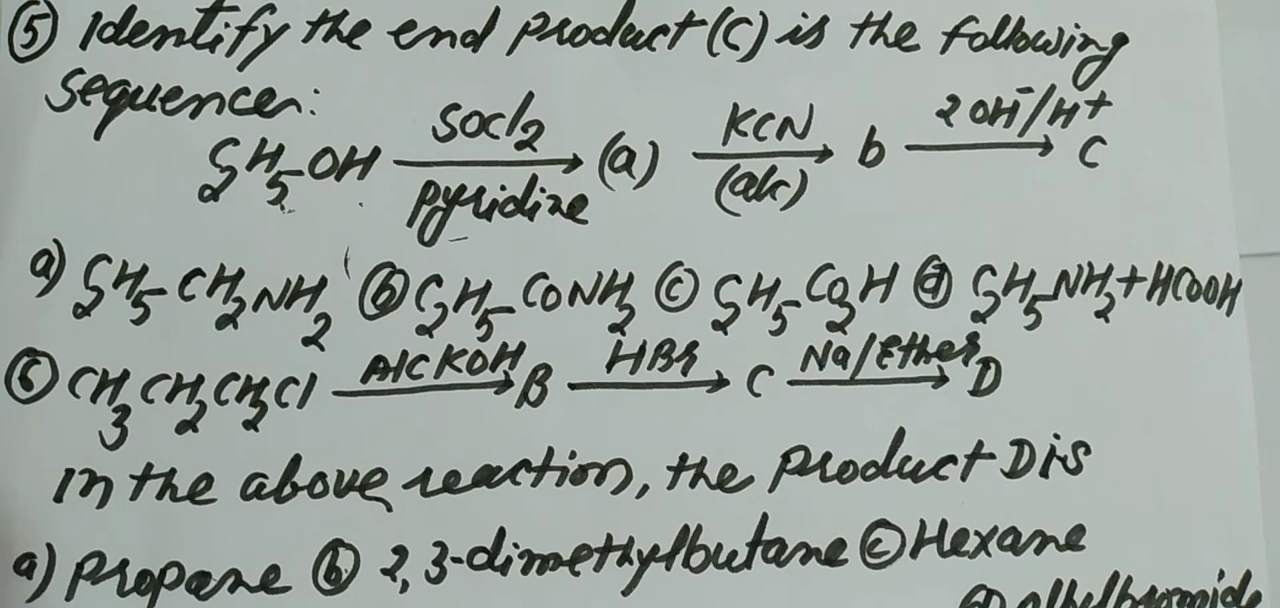 ⑤ Identify the end product (c) is the following
sequencer:
C₂H₅-OH —SOCl₂/pyridine→ (a) —KCN/(alc)→ b —2OH⁻/H⁺→ C
a) C₂H₅-CH₂NH₂ ⓑ C₂H₅-CONH₂ ⓒ C₂H₅-CO₂H ⓓ C₂H₅NH₂+HCOOH
⑥ CH₃CH₂CH₂Cl —Alc KOH→ B —HBr→ C —Na/Ether→ D
in the above reaction, the product D is
a) propane ⓑ 2,3-dimethylbutane ⓒ Hexane
ⓓ allylbromide